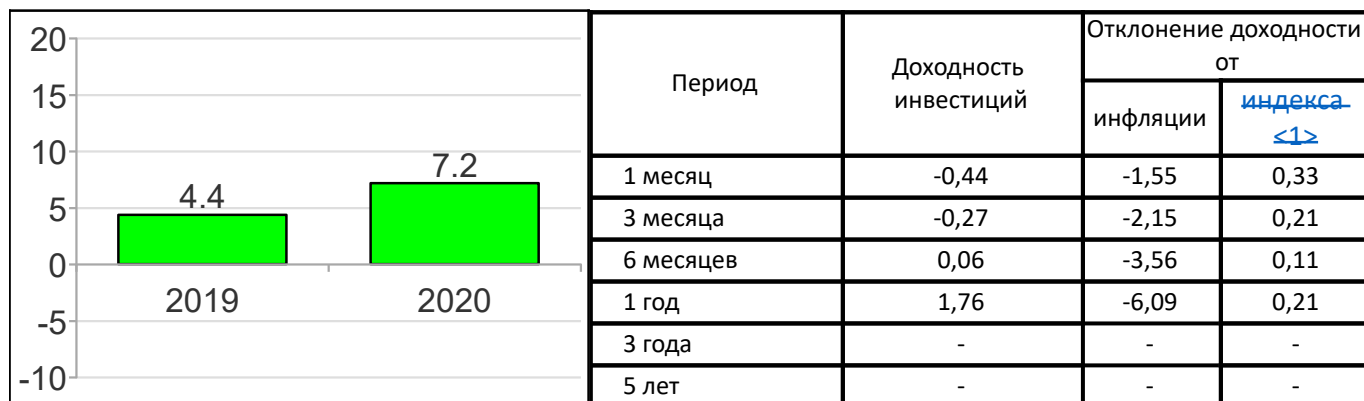 20
15
10
5
0
-5
-10
4.4
7.2
2019
2020
Период
Доходность
инвестиций
Отклонение доходности
от
инфляции
индекса
<1>
1 месяц -0,44 -1,55 0,33
3 месяца -0,27 -2,15 0,21
6 месяцев 0,06 -3,56 0,11
1 год 1,76 -6,09 0,21
3 года - - -
5 лет - - -